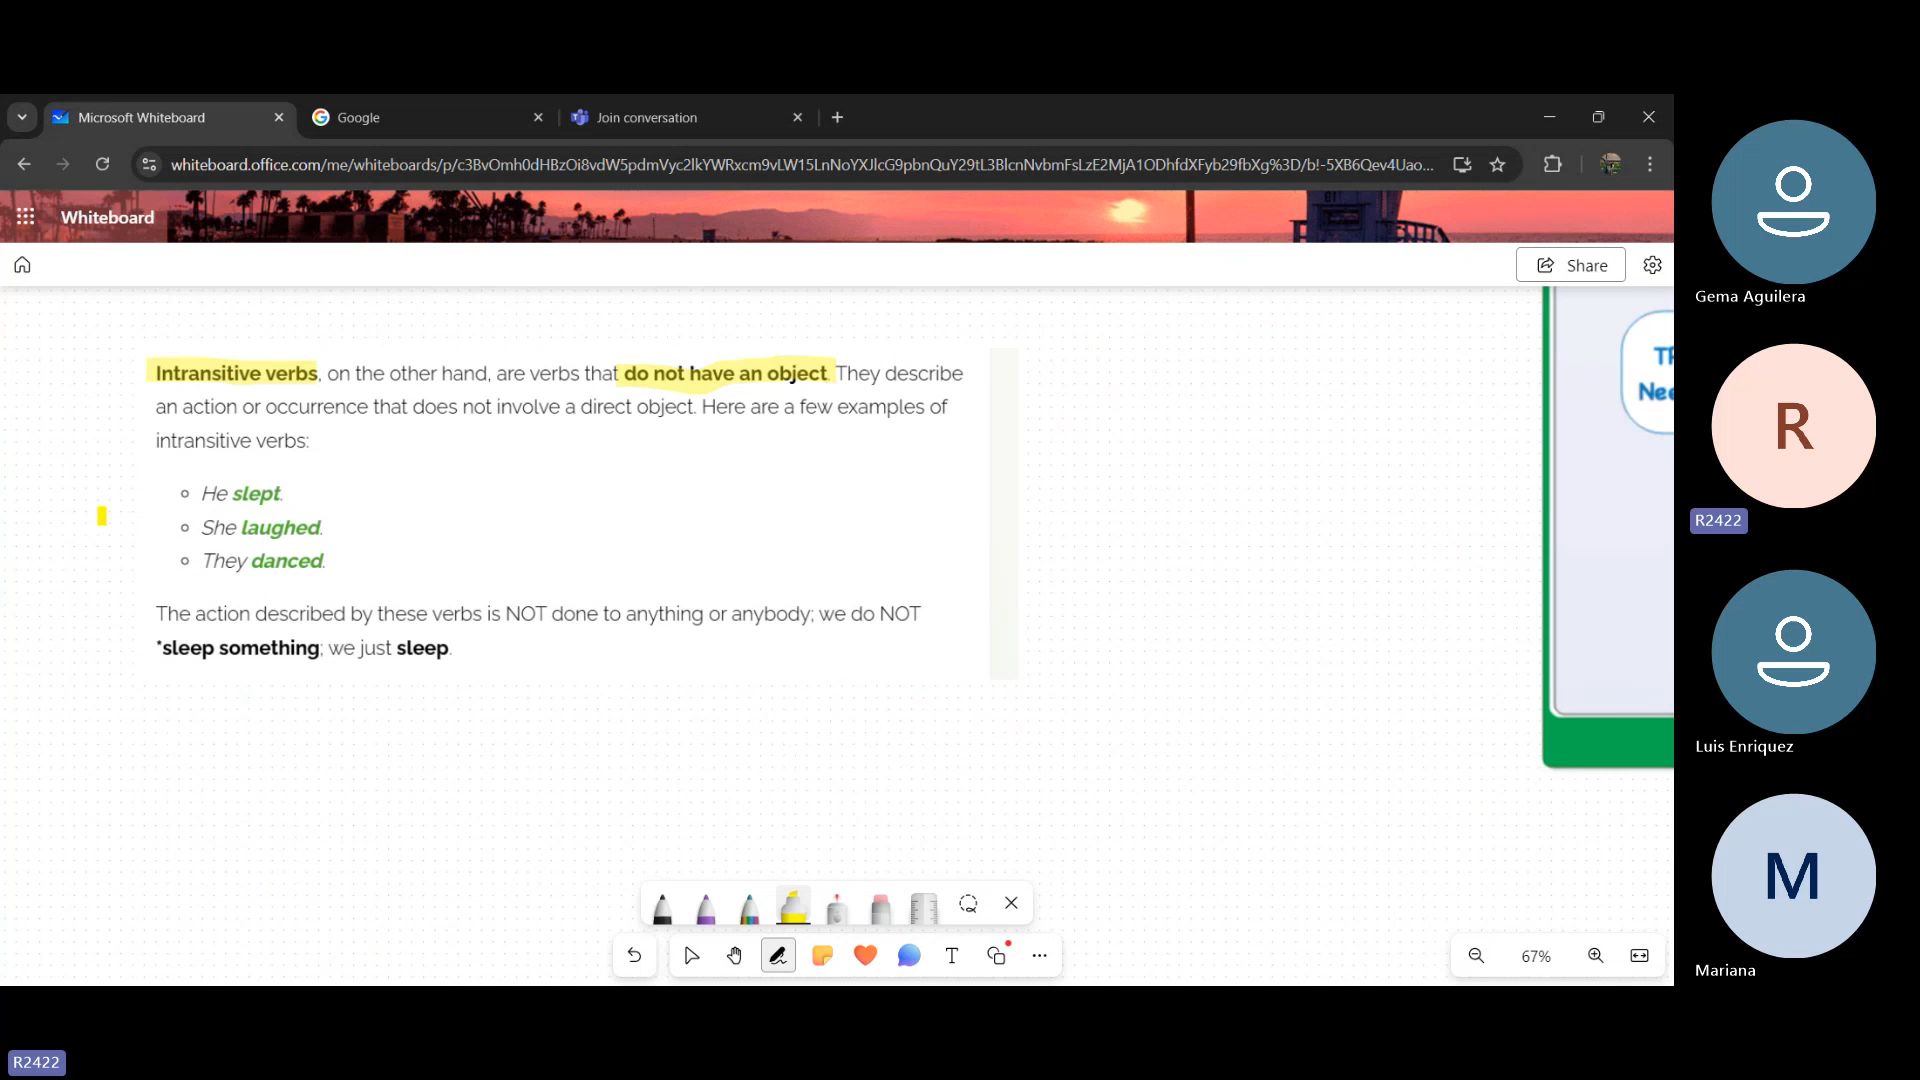 Microsoft Whiteboard
Google
Join conversation
whiteboard.office.com/me/whiteboards/p/c3BvOmh0dHBzOi8vdW5pdmVyc2lkYWRxcm9vLW15LnNoYXJlcG9pbnQuY29tL3BlcnNvbmFsLzE2MjA1ODhfdXFyb29fbXg%3D/b!-5XB6Qev4Uao...
Whiteboard
Share
Intransitive verbs, on the other hand, are verbs that do not have an object. They describe
an action or occurrence that does not involve a direct object. Here are a few examples of
intransitive verbs:
He slept.
She laughed.
They danced.
The action described by these verbs is NOT done to anything or anybody; we do NOT
*sleep something; we just sleep.
67%
Gema Aguilera
R
R2422
Luis Enriquez
M
Mariana
R2422